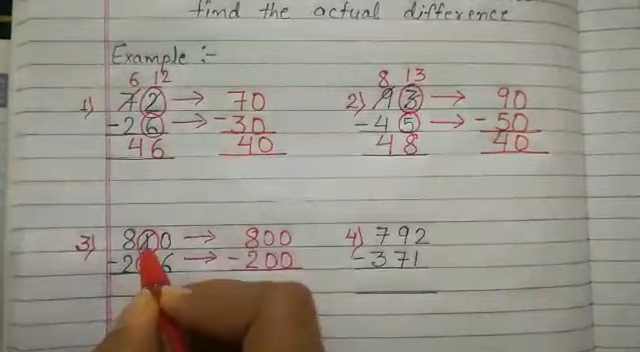 find the actual difference
Example :-
6 12 8 13
1) 72 → 70 2) 93 → 90
- 26 → - 30 - 45 → - 50
46 40 48 40
3) 8 0 → 800 4) 792
- 2 6 → - 200 - 371